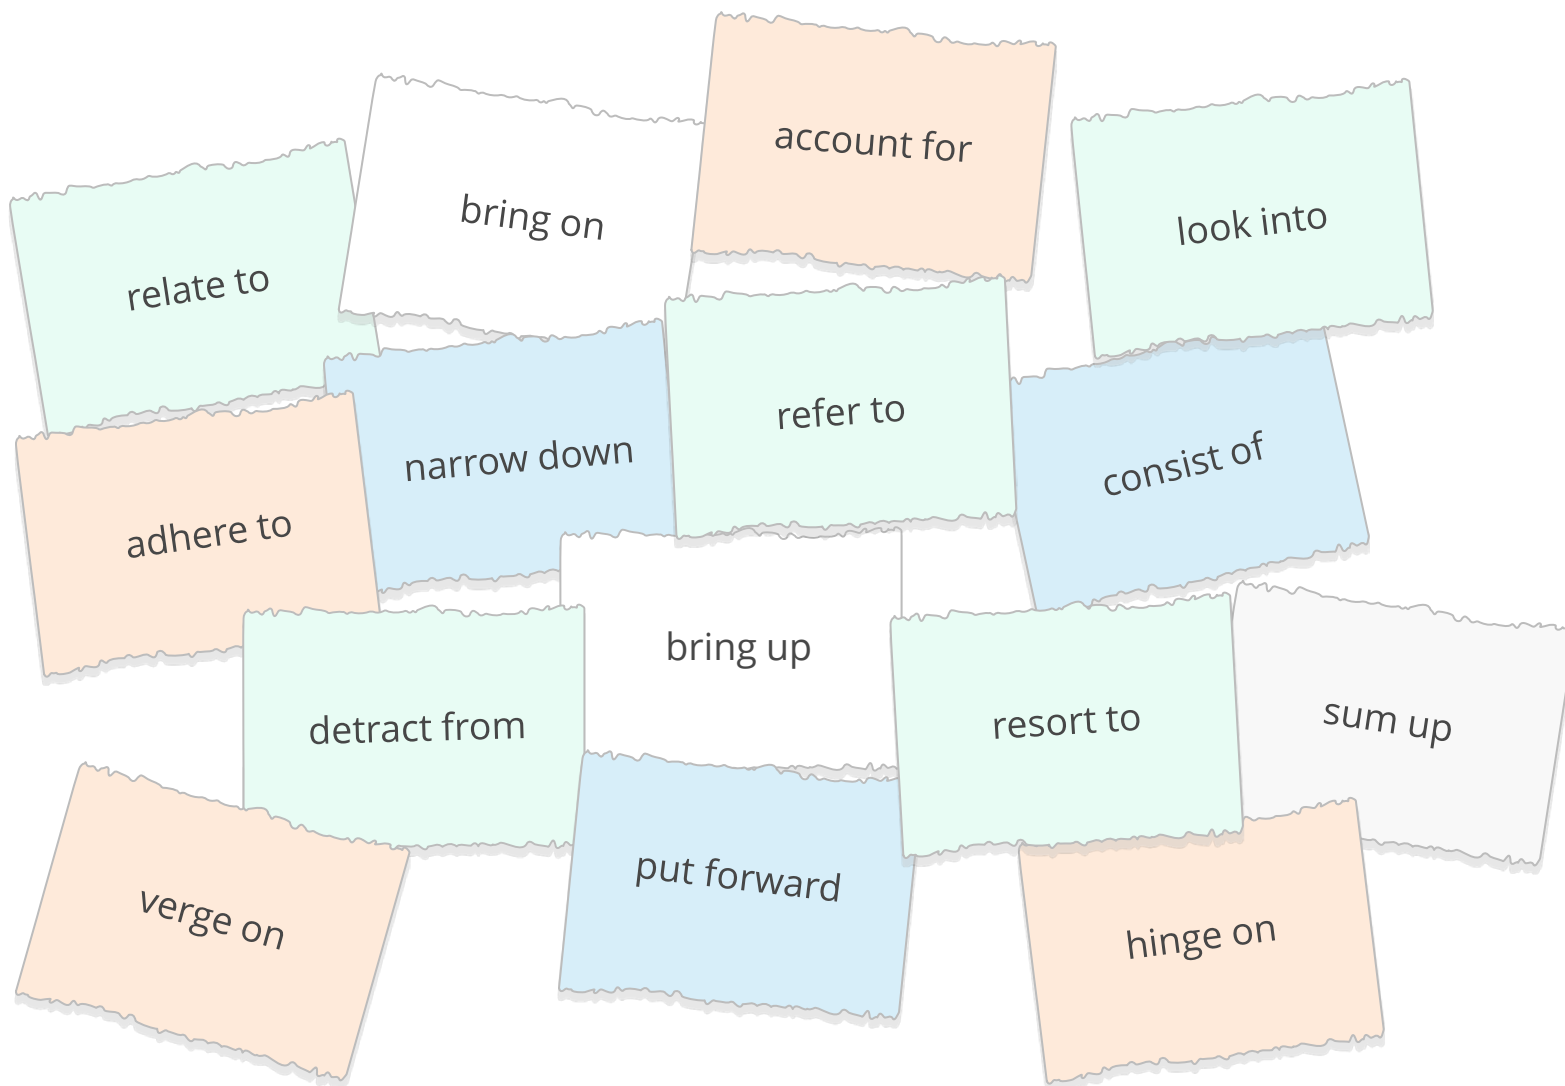 account for
bring on
look into
relate to
refer to
narrow down
consist of
adhere to
bring up
detract from
resort to
sum up
put forward
verge on
hinge on